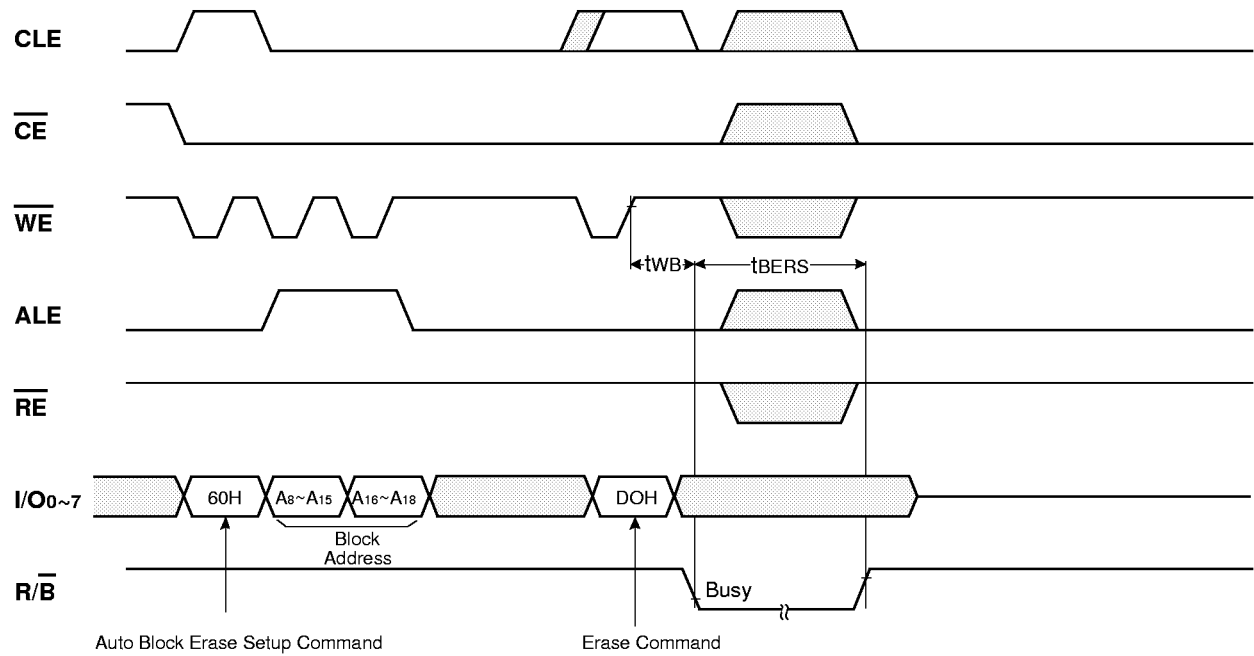 CLE
CE
WE
tWB
tBERS
ALE
RE
I/O0~7
60H
A8~A15
A16~A18
DOH
Block
Address
R/B
Busy
Auto Block Erase Setup Command
Erase Command